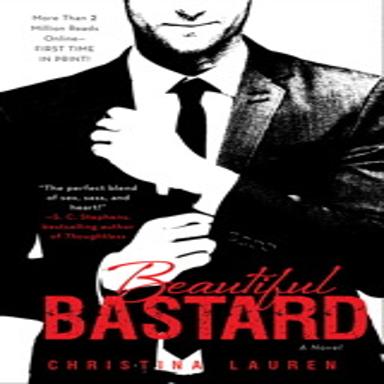 More Than 2
Million Reads
Online—
FIRST TIME
IN PRINT!
"The perfect blend
of sex, sass, and
heart!"
—S. C. Stephens,
bestselling author
of Thoughtless
Beautiful
BASTARD
A Novel
CHRISTINA LAUREN